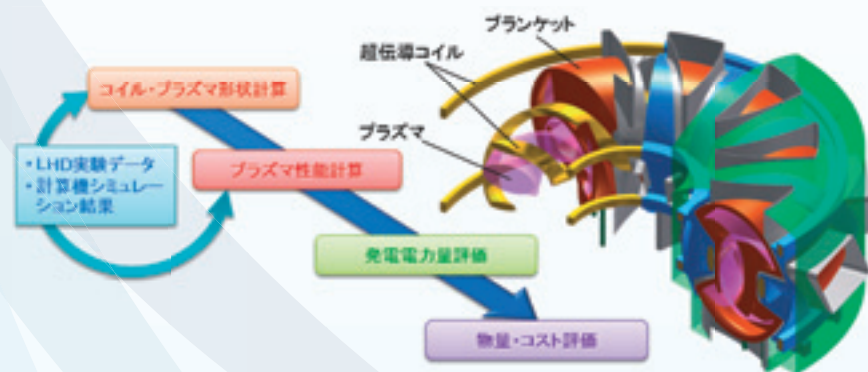 ブランケット
超伝導コイル
プラズマ
コイル・プラズマ形状計算
・LHD実験データ
・計算機シミュレー
ション結果
プラズマ性能計算
発電電力量評価
物量・コスト評価